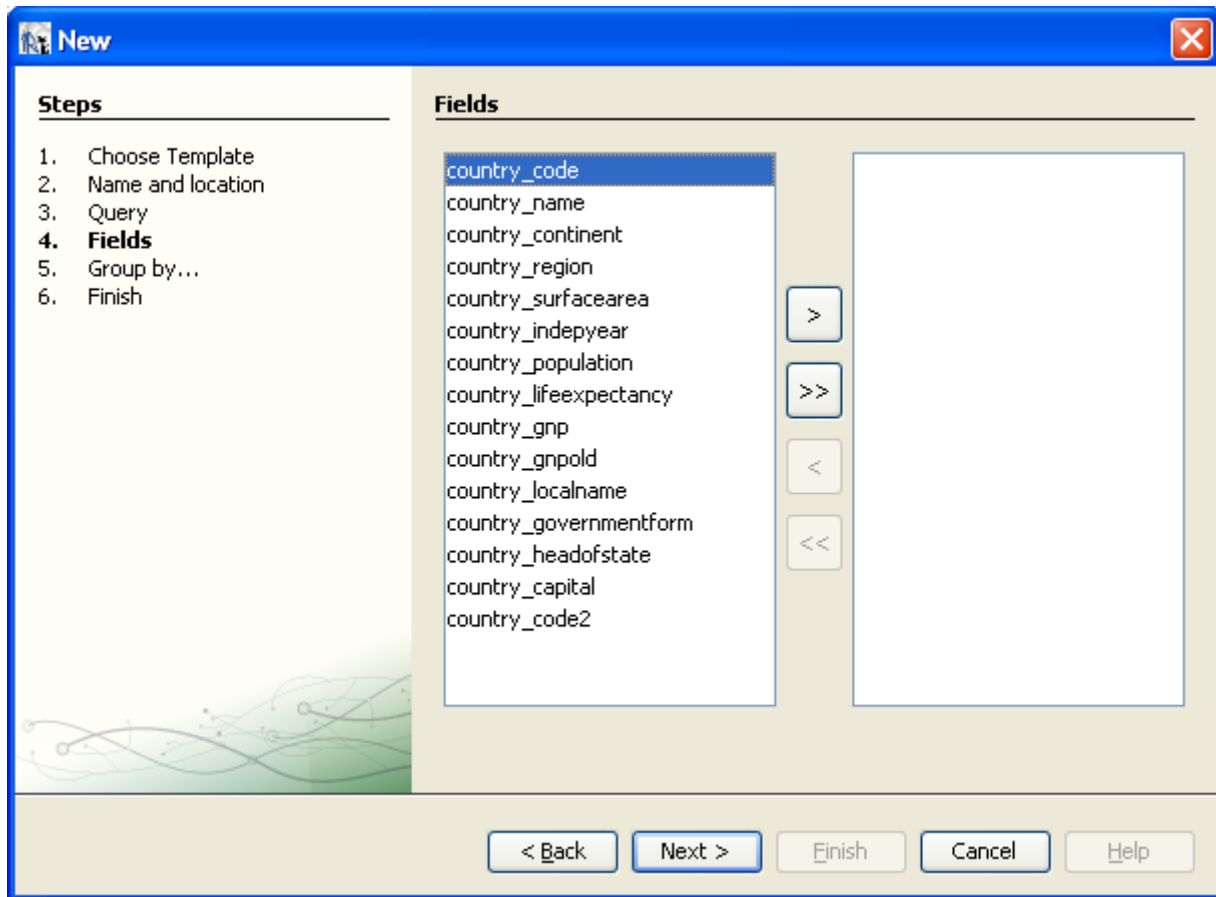 New
Steps
1. Choose Template
2. Name and location
3. Query
4. Fields
5. Group by...
6. Finish
Fields
country_code
country_name
country_continent
country_region
country_surfacearea
country_indepyear
country_population
country_lifeexpectancy
country_gnp
country_gnpold
country_localname
country_governmentform
country_headofstate
country_capital
country_code2
>
>>
<
<<
< Back
Next >
Finish
Cancel
Help